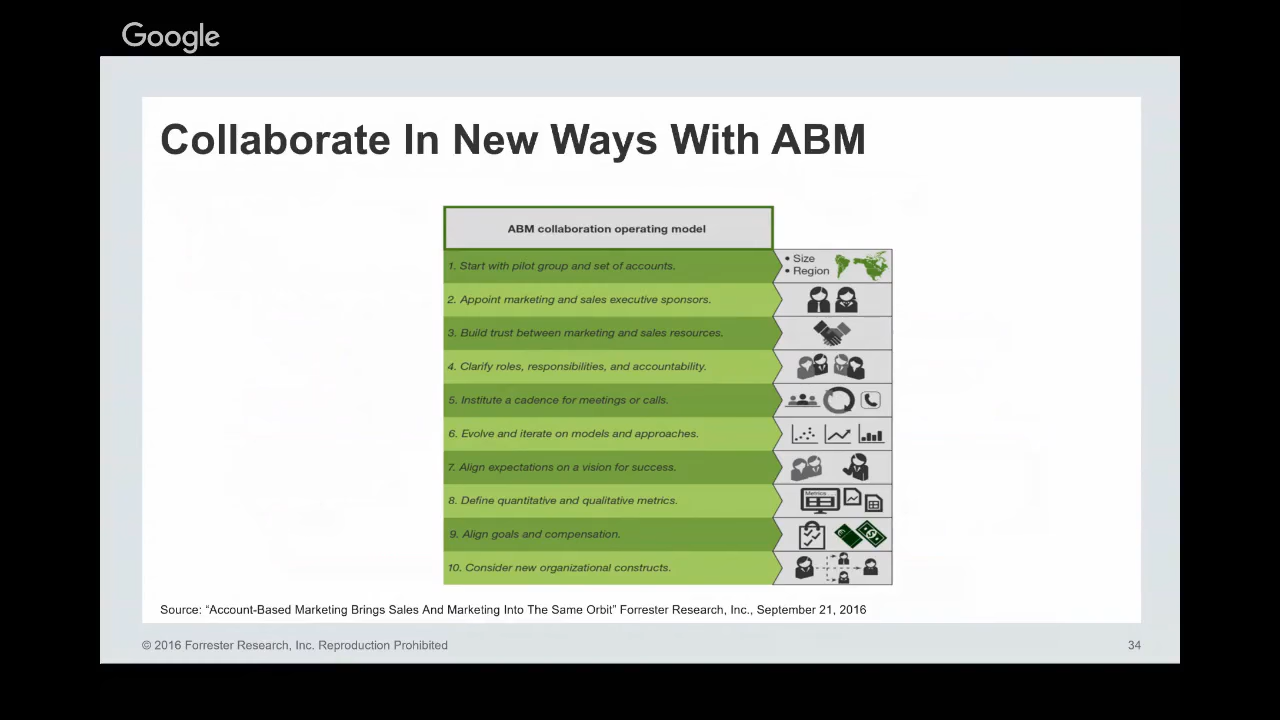 Google
Collaborate In New Ways With ABM
ABM collaboration operating model
1. Start with pilot group and set of accounts.
• Size
• Region
2. Appoint marketing and sales executive sponsors.
3. Build trust between marketing and sales resources.
4. Clarify roles, responsibilities, and accountability.
5. Institute a cadence for meetings or calls.
6. Evolve and iterate on models and approaches.
7. Align expectations on a vision for success.
8. Define quantitative and qualitative metrics.
Metrics
9. Align goals and compensation.
10. Consider new organizational constructs.
Source: “Account-Based Marketing Brings Sales And Marketing Into The Same Orbit” Forrester Research, Inc., September 21, 2016
© 2016 Forrester Research, Inc. Reproduction Prohibited
34